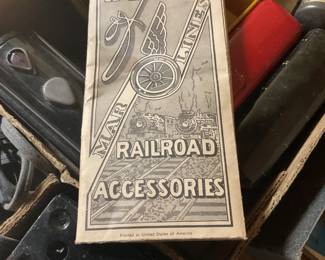 MAR LINES
RAILROAD
ACCESSORIES
Printed in United States of America